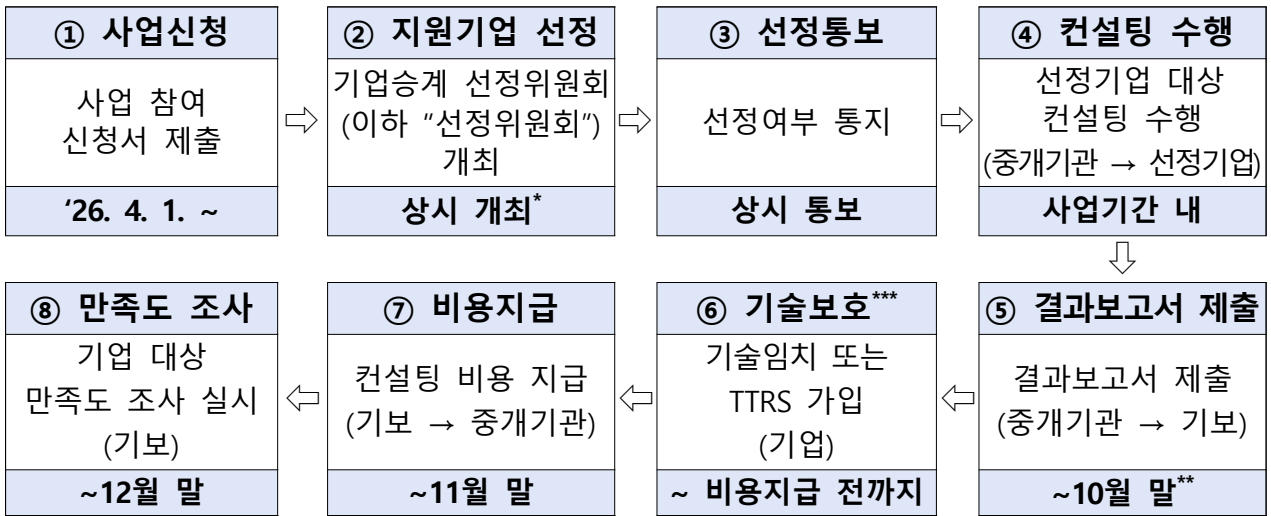 ① 사업신청
사업 참여
신청서 제출
‘26. 4. 1. ~
② 지원기업 선정
기업승계 선정위원회
(이하 “선정위원회”)
개최
상시 개최*
③ 선정통보
선정여부 통지
상시 통보
④ 컨설팅 수행
선정기업 대상
컨설팅 수행
(중개기관 → 선정기업)
사업기간 내
⑤ 결과보고서 제출
결과보고서 제출
(중개기관 → 기보)
~10월 말**
⑥ 기술보호***
기술임치 또는
TTRS 가입
(기업)
~ 비용지급 전까지
⑦ 비용지급
컨설팅 비용 지급
(기보 → 중개기관)
~11월 말
⑧ 만족도 조사
기업 대상
만족도 조사 실시
(기보)
~12월 말